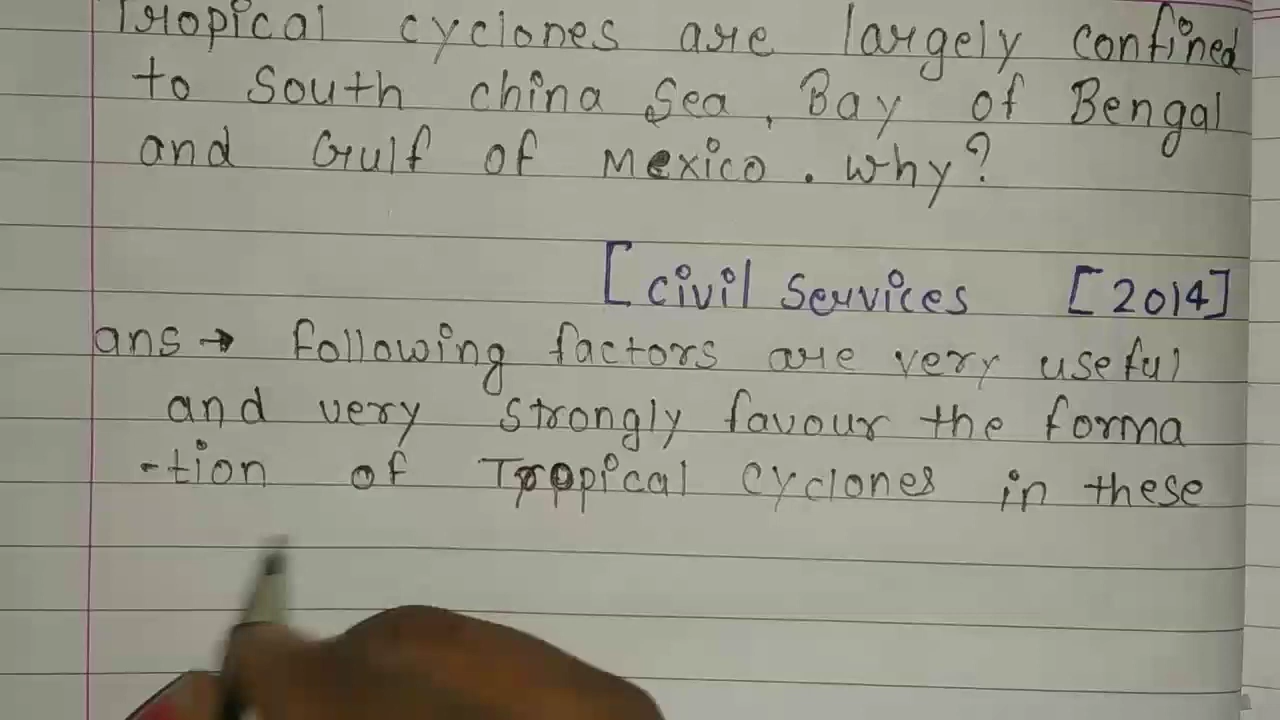 Tropical cyclones are largely confined
to South china Sea, Bay of Bengal
and Gulf of Mexico. Why?
[Civil Services [2014]
ans → Following factors are very useful
and very strongly favour the forma
-tion of Tropical cyclones in these